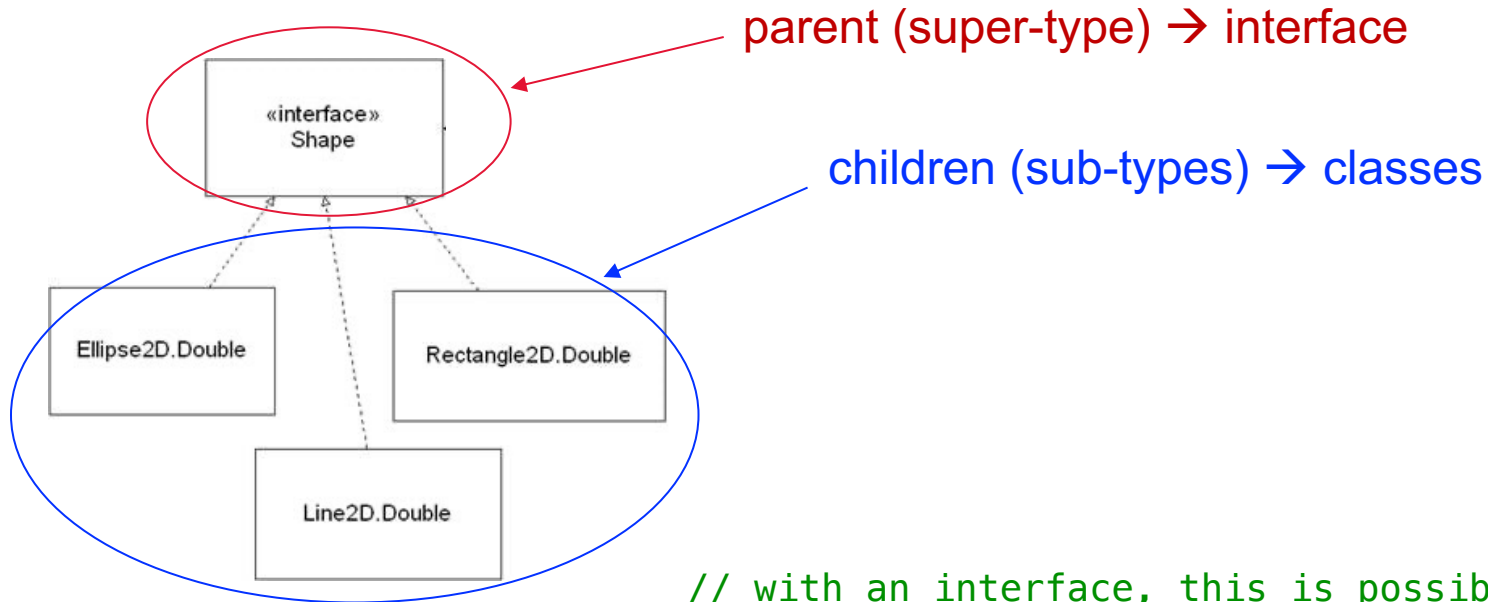 parent (super-type) → interface
«interface»
Shape
children (sub-types) → classes
Ellipse2D.Double
Rectangle2D.Double
Line2D.Double
// with an interface, this is possib